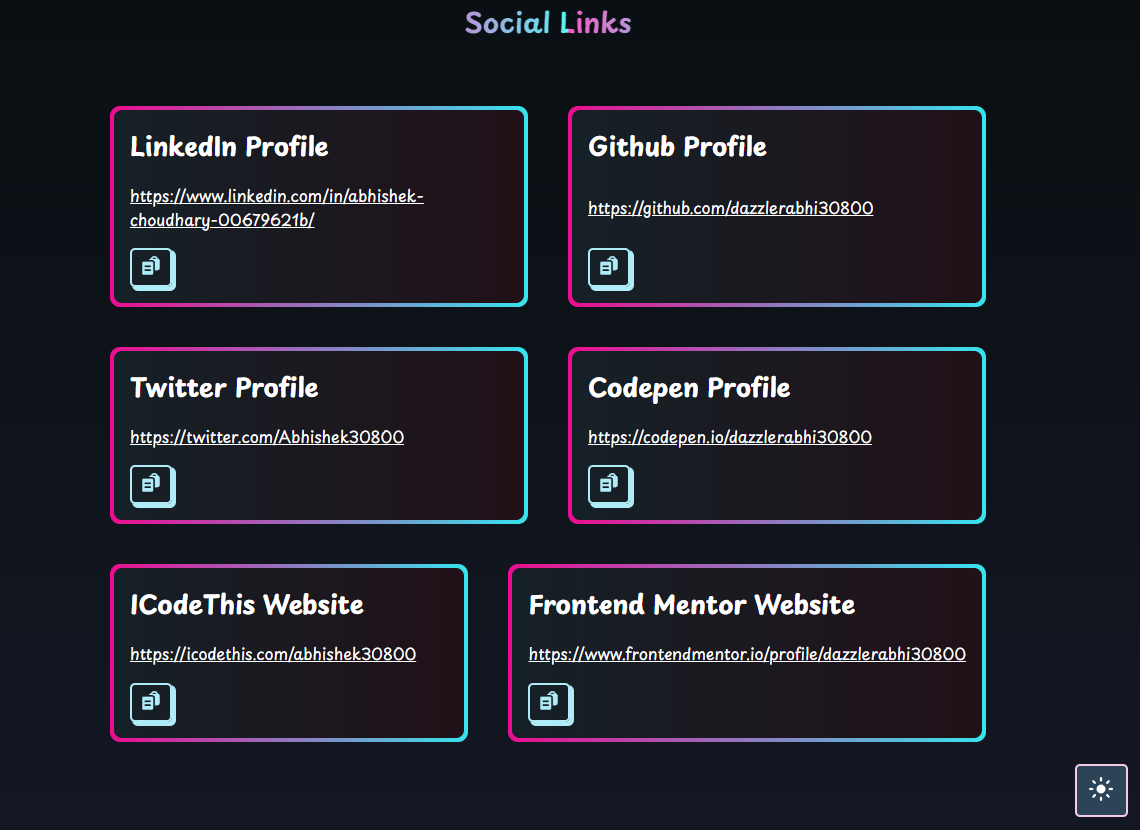 Social Links
LinkedIn Profile
https://www.linkedin.com/in/abhishek-
choudhary-00679621b/
Github Profile
https://github.com/dazzlerabhi30800
Twitter Profile
https://twitter.com/Abhishek30800
Codepen Profile
https://codepen.io/dazzlerabhi30800
ICodeThis Website
https://icodethis.com/abhishek30800
Frontend Mentor Website
https://www.frontendmentor.io/profile/dazzlerabhi30800